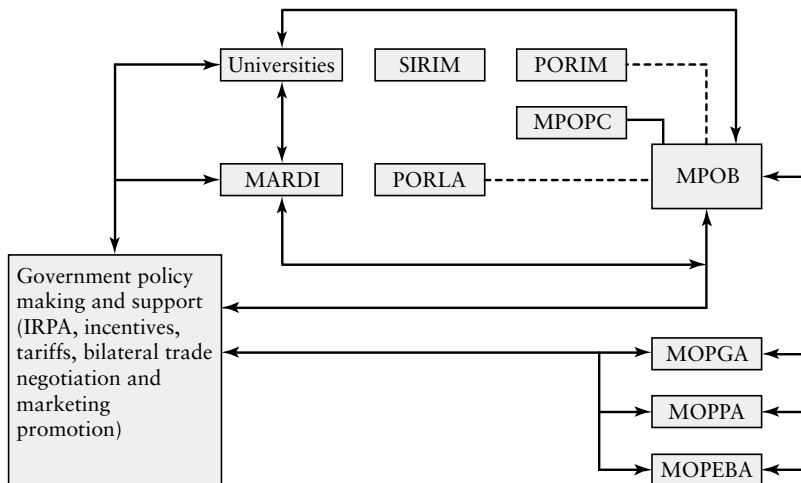 Universities
SIRIM
PORIM
MPOPC
MARDI
PORLA
MPOB
Government policy
making and support
(IRPA, incentives,
tariffs, bilateral trade
negotiation and
marketing
promotion)
MOPGA
MOPPA
MOPEBA